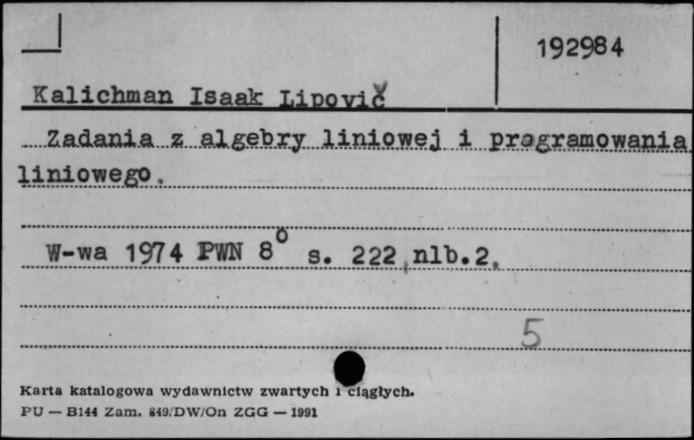 192984
Kalichman Isaak Lipovič
Zadania z algebry liniowej i programowania
liniowego.
W-wa 1974 PWN 8° s. 222, nlb. 2.
5
Karta katalogowa wydawnictw zwartych i ciągłych.
PU — B144 Zam. 849/DW/On ZGG — 1991